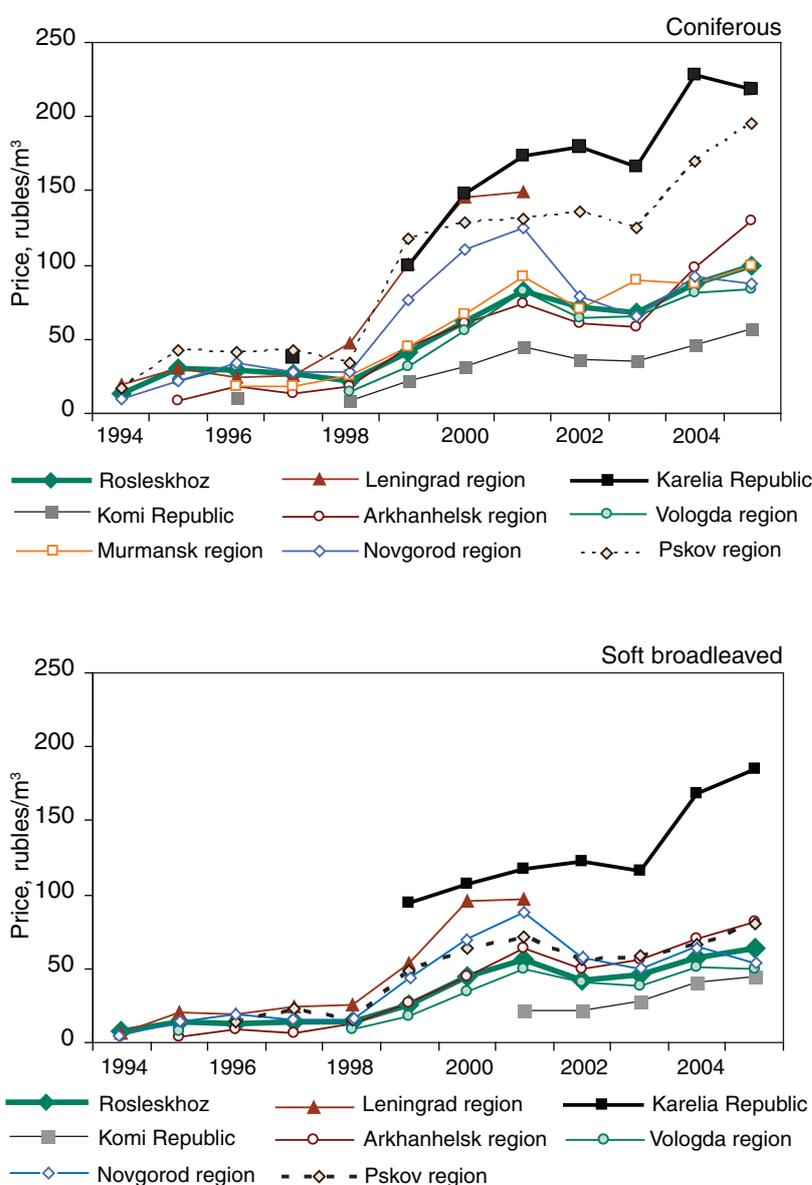 Coniferous
250
200
150
100
50
0
Price, rubles/m³
1994 1996 1998 2000 2002 2004
Rosleskhoz Leningrad region Karelia Republic
Komi Republic Arkhanhelsk region Vologda region
Murmansk region Novgorod region Pskov region
Soft broadleaved
250
200
150
100
50
0
Price, rubles/m³
1994 1996 1998 2000 2002 2004
Rosleskhoz Leningrad region Karelia Republic
Komi Republic Arkhanhelsk region Vologda region
Novgorod region Pskov region